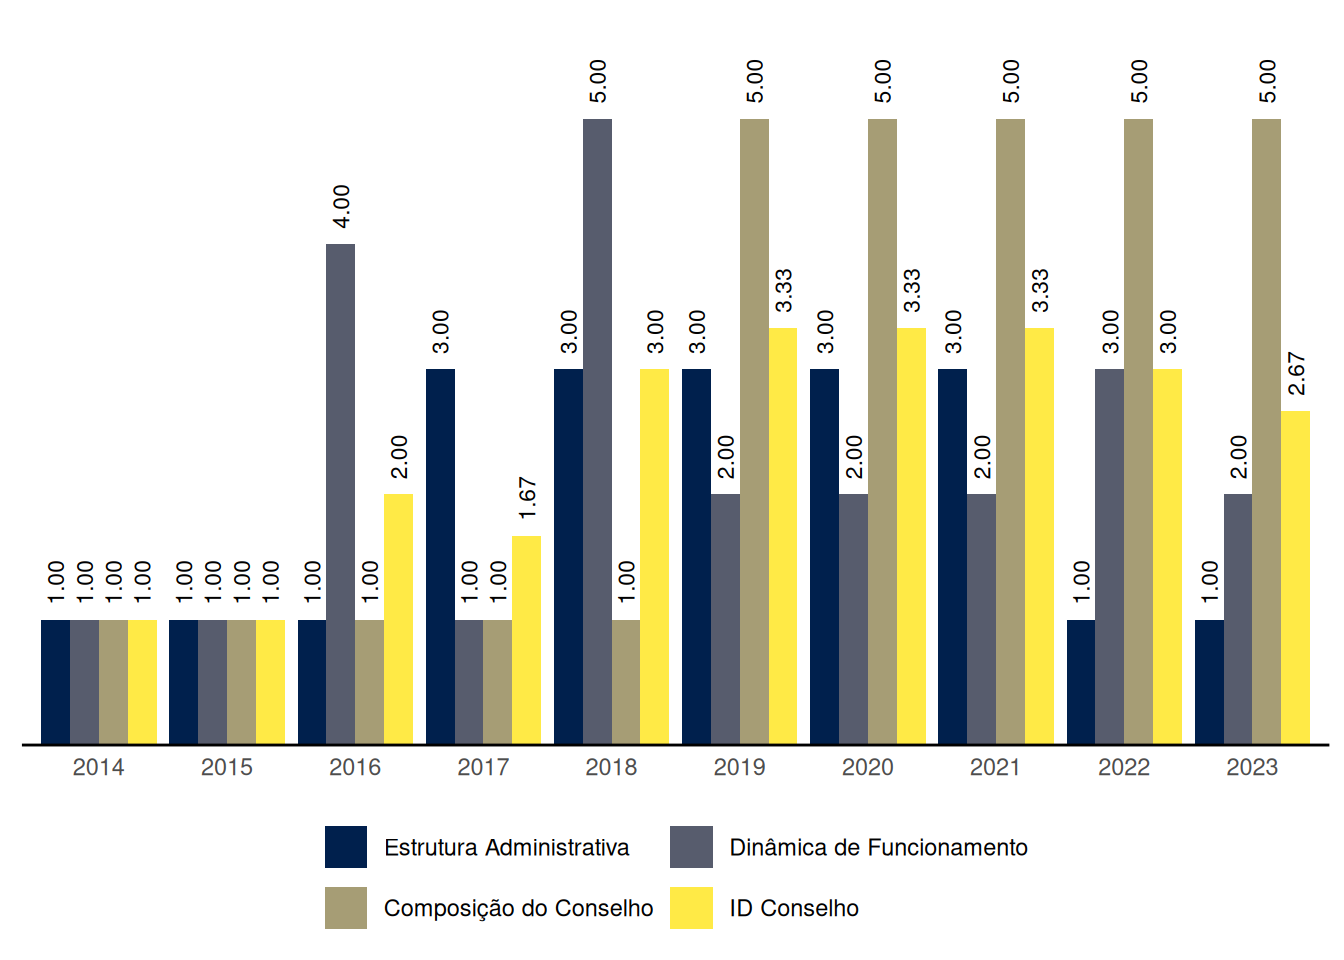 1.00 1.00 1.00 1.00
1.00 1.00 1.00 1.00
1.00 4.00 1.00 2.00
3.00 1.00 1.00 1.67
3.00 5.00 1.00 3.00
3.00 2.00 5.00 3.33
3.00 2.00 5.00 3.33
3.00 2.00 5.00 3.33
1.00 3.00 5.00 3.00
1.00 2.00 5.00 2.67
2014 2015 2016 2017 2018 2019 2020 2021 2022 2023
Estrutura Administrativa Dinâmica de Funcionamento
Composição do Conselho ID Conselho